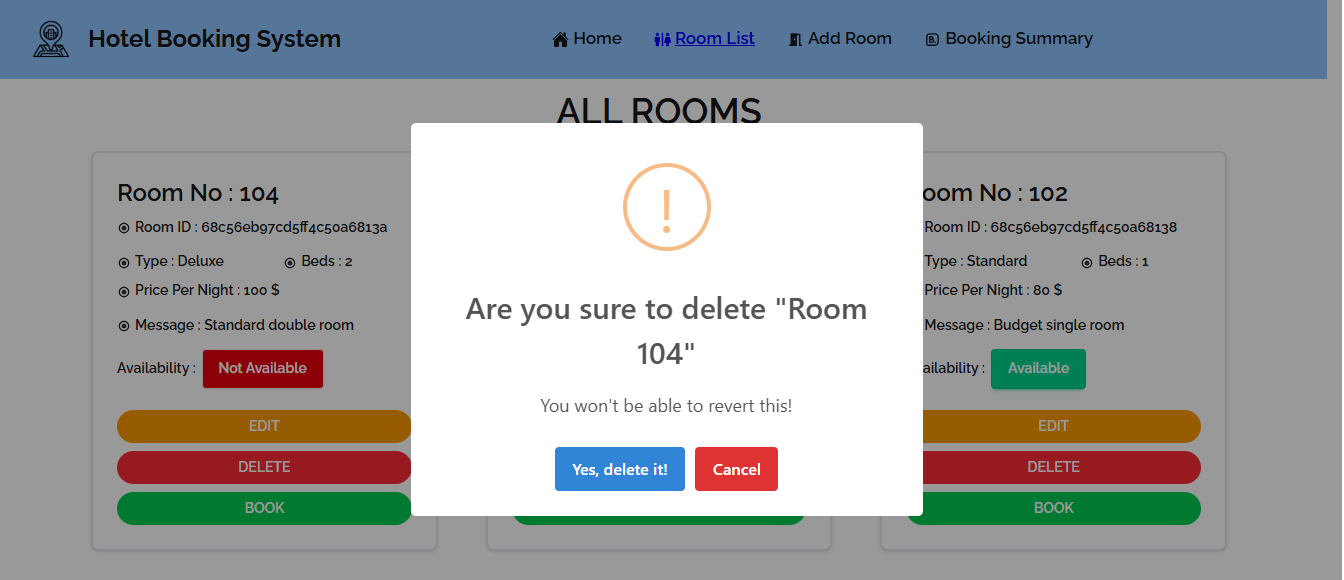 Hotel Booking System
Home
Room List
Add Room
Booking Summary
ALL ROOMS
Room No : 104
Room ID : 68c56eb97cd5ff4c50a6813a
Type : Deluxe
Beds : 2
Price Per Night : 100 $
Message : Standard double room
Availability :
Not Available
EDIT
DELETE
BOOK
!
Are you sure to delete "Room
104"
You won't be able to revert this!
Yes, delete it!
Cancel
oom No : 102
Room ID : 68c56eb97cd5ff4c50a68138
Type : Standard
Beds : 1
Price Per Night : 80 $
Message : Budget single room
ailability :
Available
EDIT
DELETE
BOOK